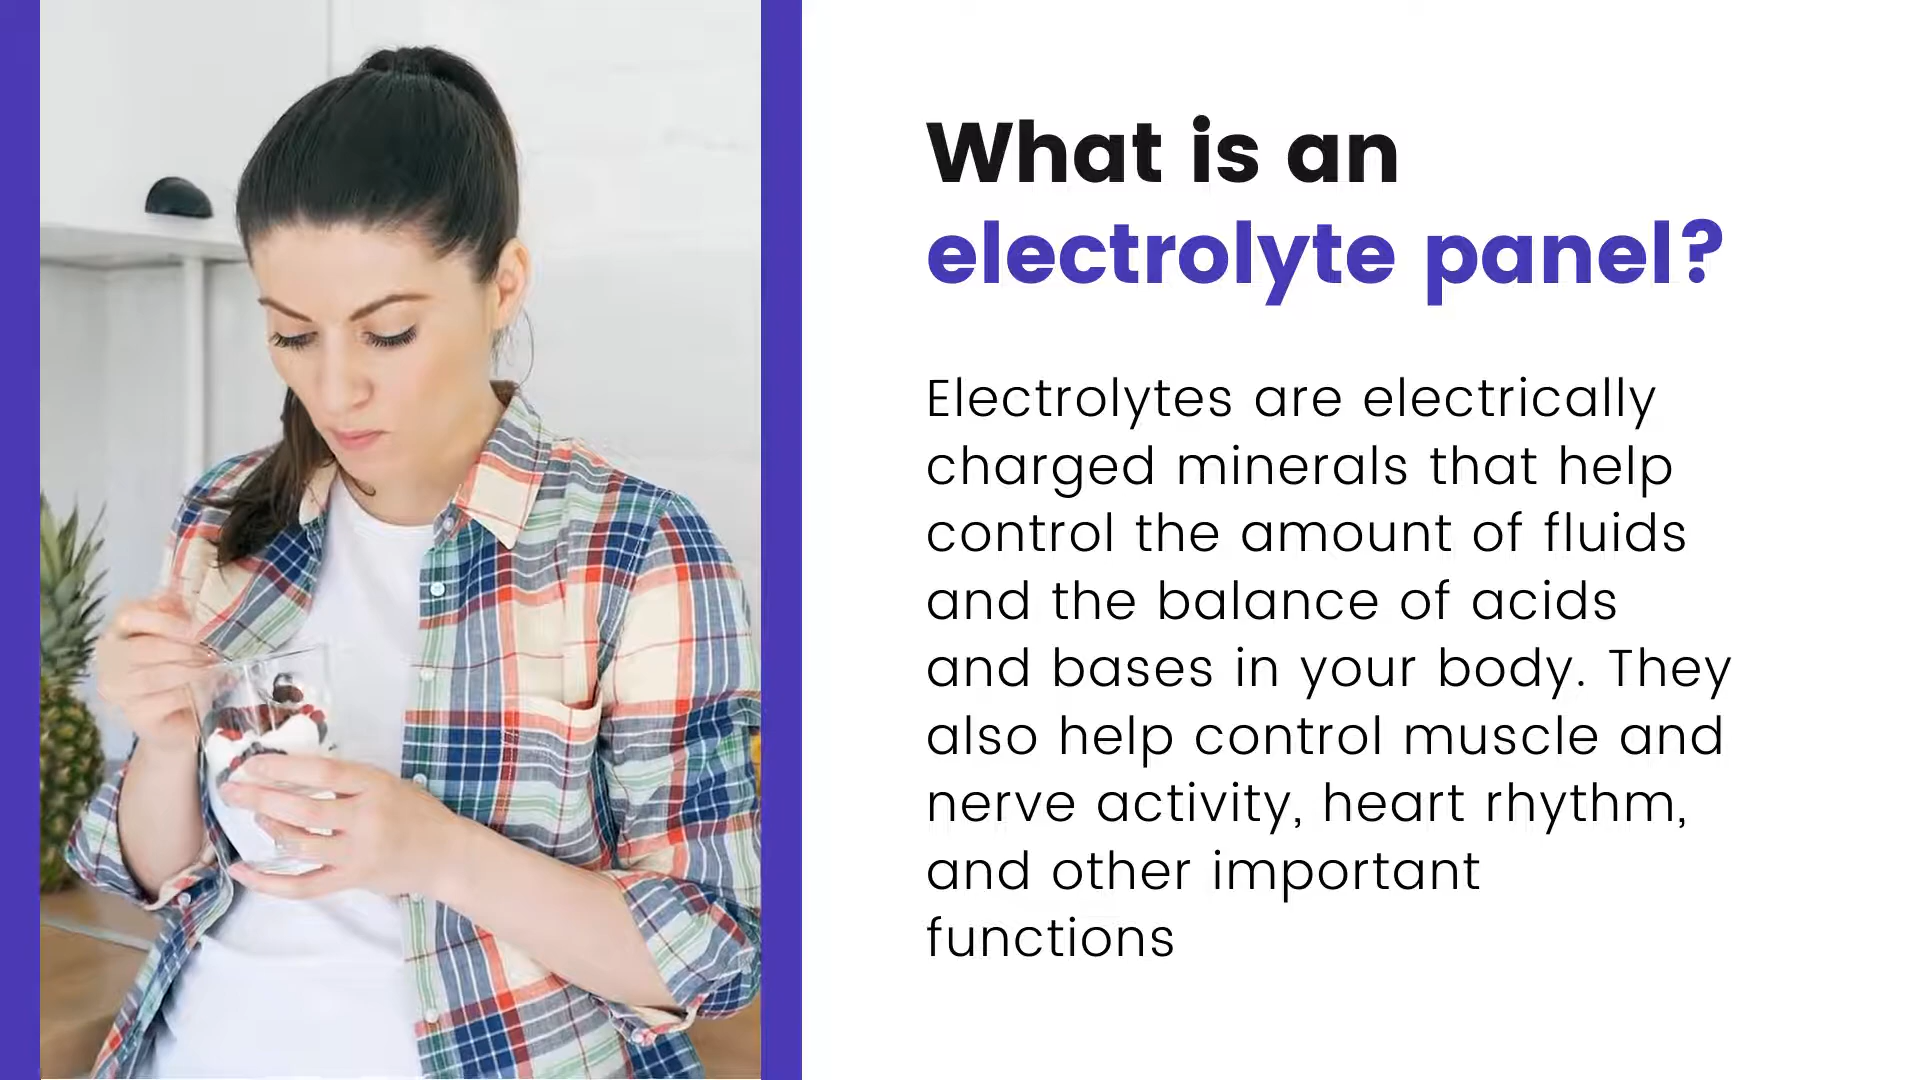 What is an
electrolyte panel?
Electrolytes are electrically
charged minerals that help
control the amount of fluids
and the balance of acids
and bases in your body. They
also help control muscle and
nerve activity, heart rhythm,
and other important
functions